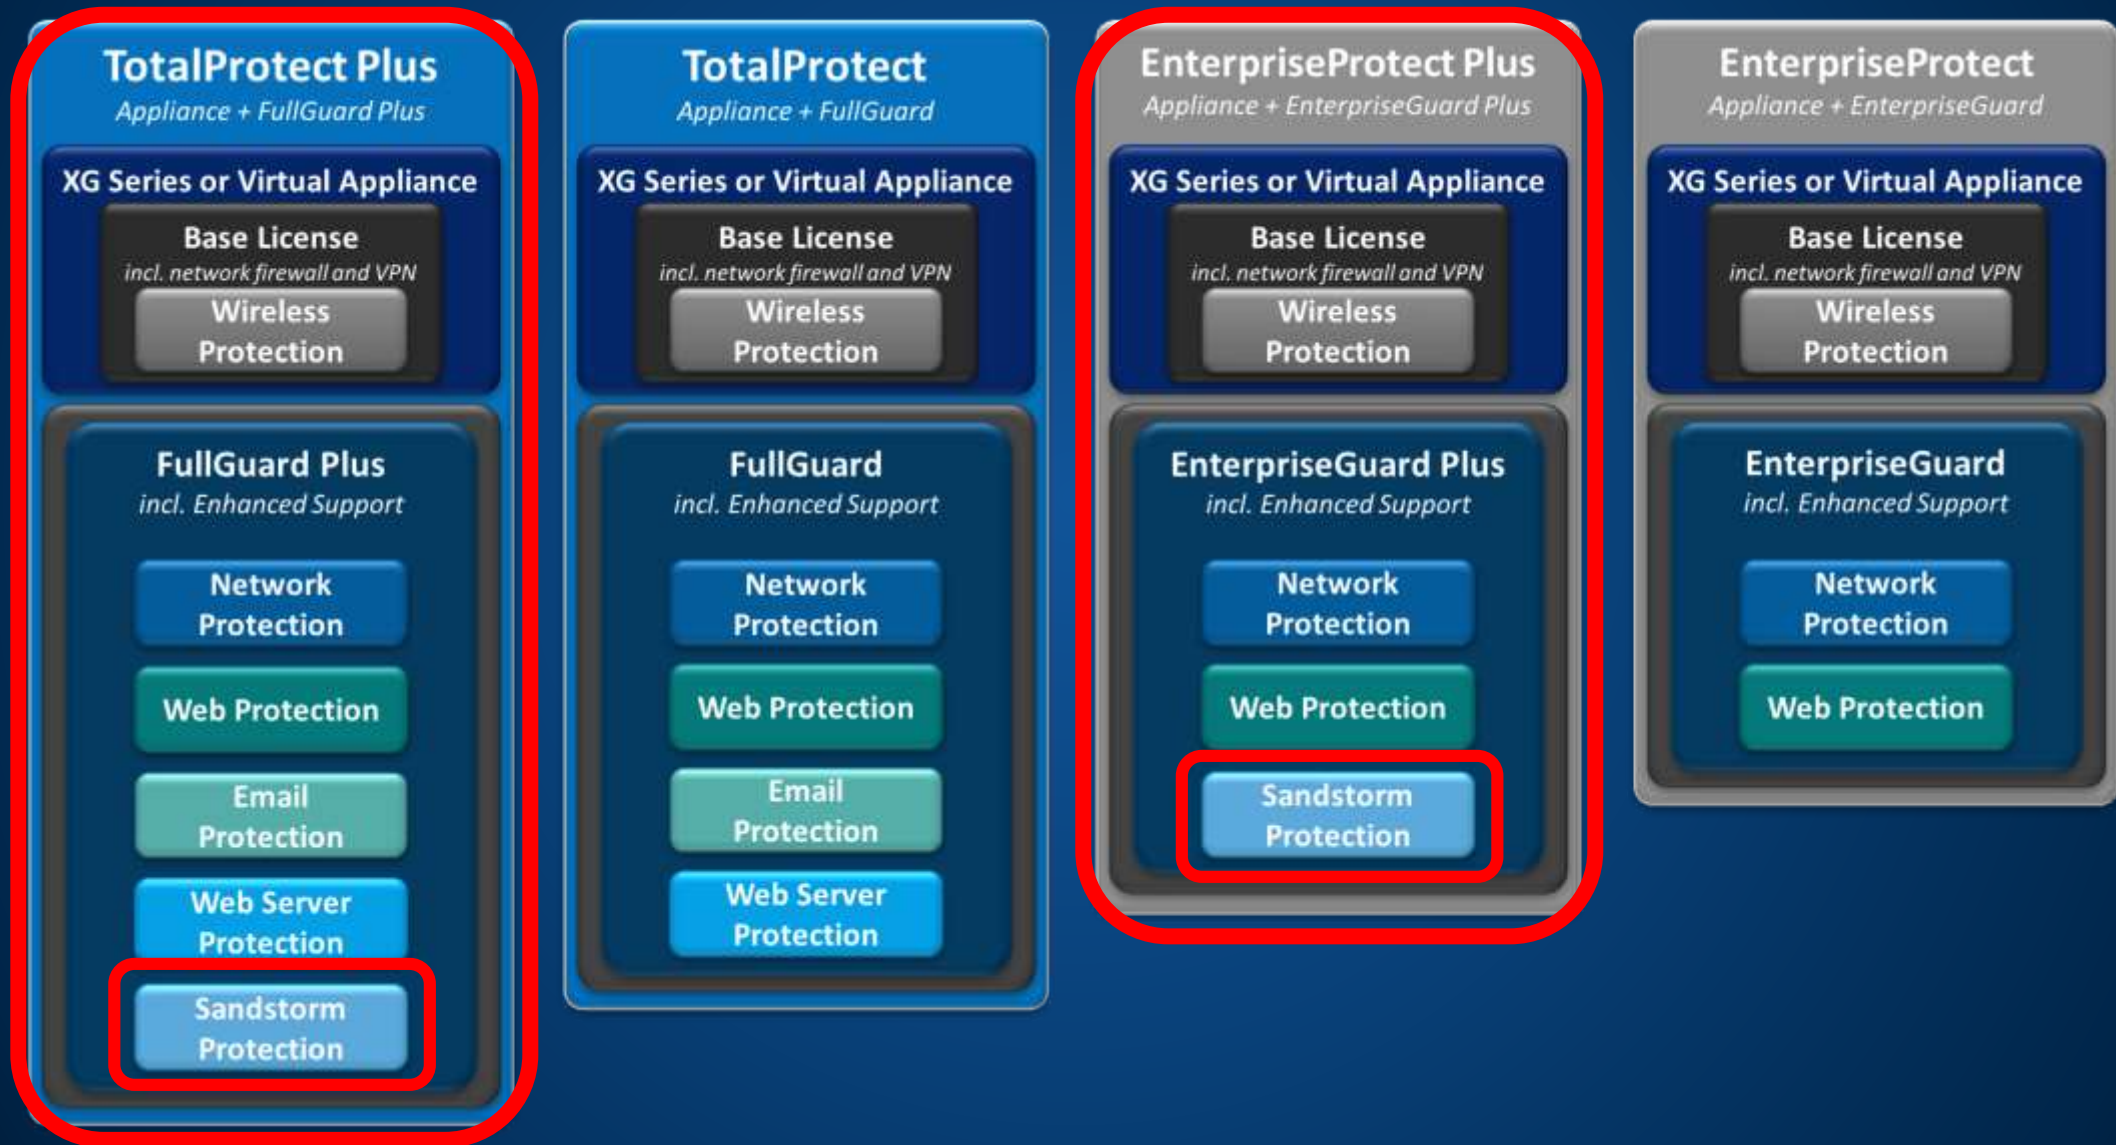 TotalProtect Plus
Appliance + FullGuard Plus
XG Series or Virtual Appliance
Base License
incl. network firewall and VPN
Wireless
Protection
FullGuard Plus
incl. Enhanced Support
Network
Protection
Web Protection
Email
Protection
Web Server
Protection
Sandstorm
Protection
TotalProtect
Appliance + FullGuard
XG Series or Virtual Appliance
Base License
incl. network firewall and VPN
Wireless
Protection
FullGuard
incl. Enhanced Support
Network
Protection
Web Protection
Email
Protection
Web Server
Protection
EnterpriseProtect Plus
Appliance + EnterpriseGuard Plus
XG Series or Virtual Appliance
Base License
incl. network firewall and VPN
Wireless
Protection
EnterpriseGuard Plus
incl. Enhanced Support
Network
Protection
Web Protection
Sandstorm
Protection
EnterpriseProtect
Appliance + EnterpriseGuard
XG Series or Virtual Appliance
Base License
incl. network firewall and VPN
Wireless
Protection
EnterpriseGuard
incl. Enhanced Support
Network
Protection
Web Protection